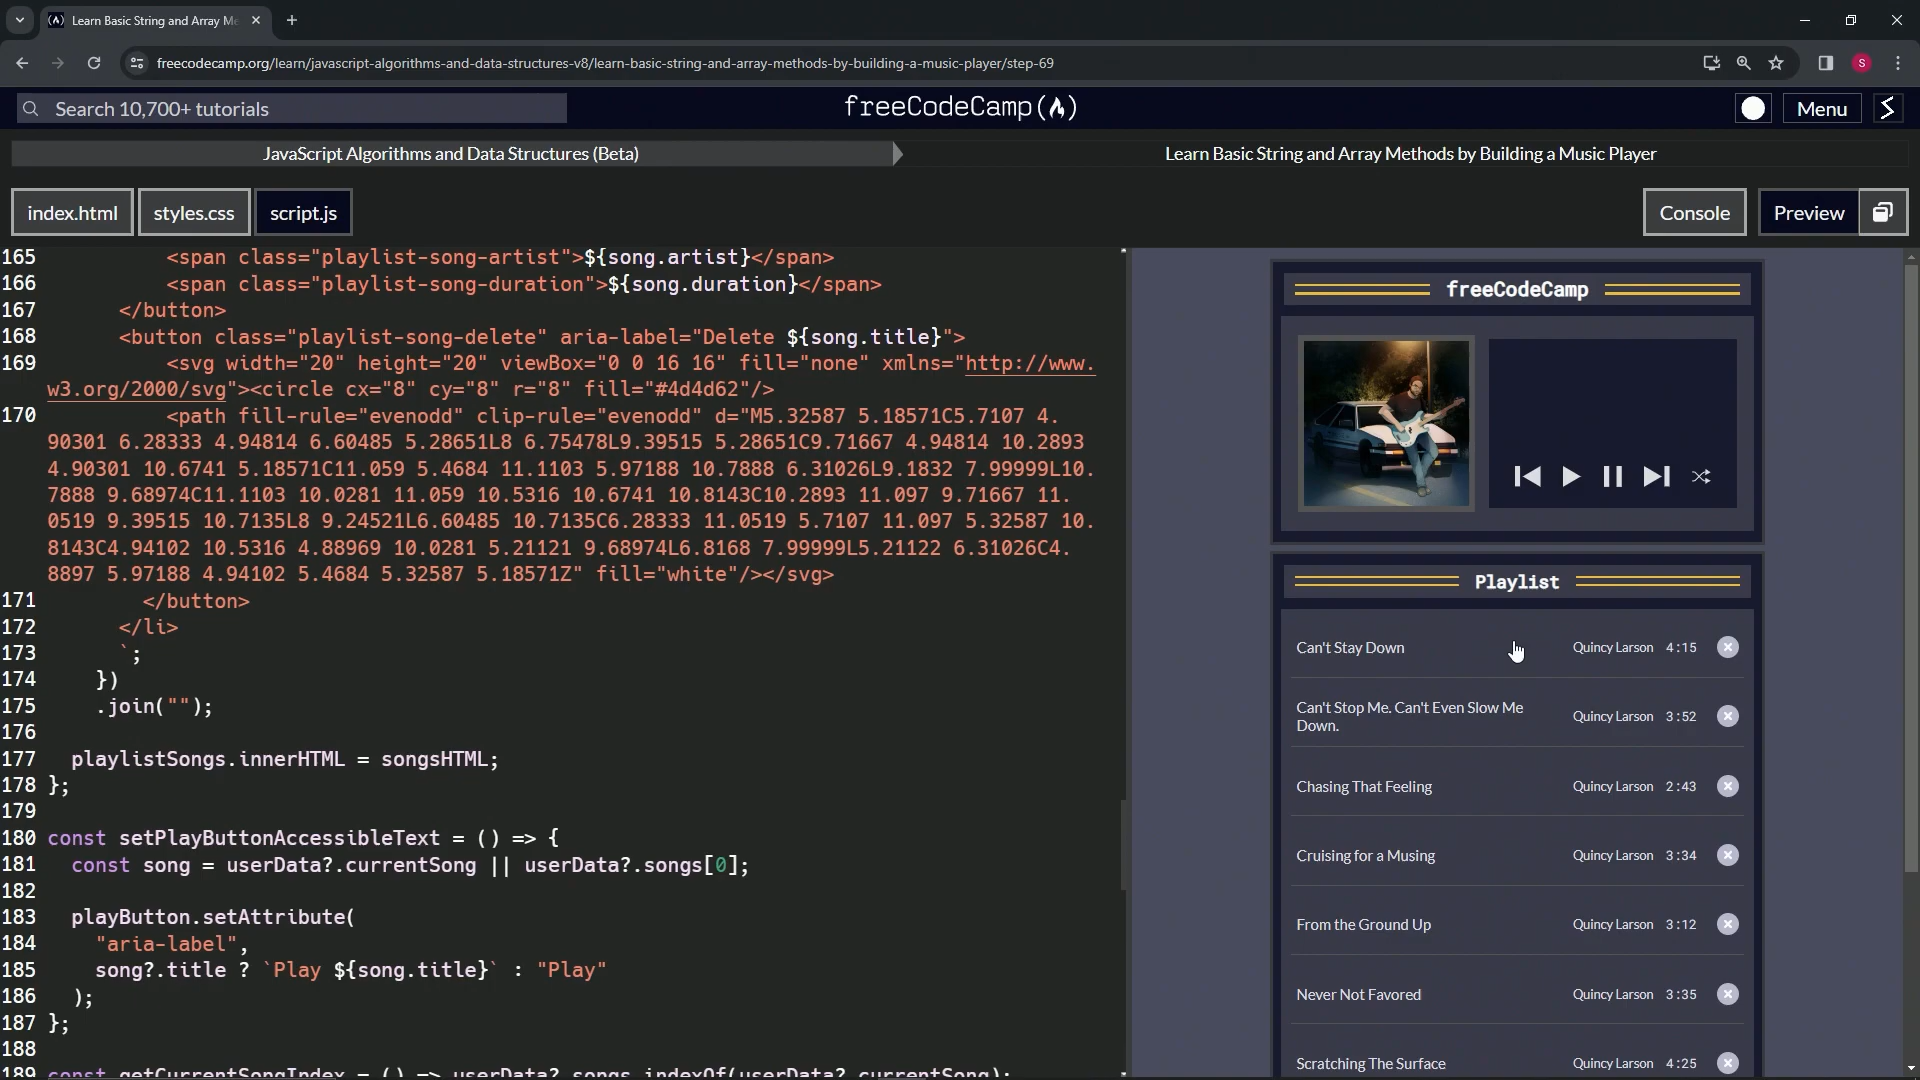 Learn Basic String and Array Me
freecodecamp.org/learn/javascript-algorithms-and-data-structures-v8/learn-basic-string-and-array-methods-by-building-a-music-player/step-69
S
Search 10,700+ tutorials
freeCodeCamp(🔥)
Menu
JavaScript Algorithms and Data Structures (Beta)
Learn Basic String and Array Methods by Building a Music Player
index.html
styles.css
script.js
Console
Preview
165 <span class="playlist-song-artist">${song.artist}</span>
166 <span class="playlist-song-duration">${song.duration}</span>
167 </button>
168 <button class="playlist-song-delete" aria-label="Delete ${song.title}">
169 <svg width="20" height="20" viewBox="0 0 16 16" fill="none" xmlns="http://www.
w3.org/2000/svg"><circle cx="8" cy="8" r="8" fill="#4d4d62"/>
170 <path fill-rule="evenodd" clip-rule="evenodd" d="M5.32587 5.18571C5.7107 4.
90301 6.28333 4.94814 6.60485 5.28651L8 6.75478L9.39515 5.28651C9.71667 4.94814 10.2893
4.90301 10.6741 5.18571C11.059 5.4684 11.1103 5.97188 10.7888 6.31026L9.1832 7.99999L10.
7888 9.68974C11.1103 10.0281 11.059 10.5316 10.6741 10.8143C10.2893 11.097 9.71667 11.
0519 9.39515 10.7135L8 9.24521L6.60485 10.7135C6.28333 11.0519 5.7107 11.097 5.32587 10.
8143C4.94102 10.5316 4.88969 10.0281 5.21121 9.68974L6.8168 7.99999L5.21122 6.31026C4.
8897 5.97188 4.94102 5.4684 5.32587 5.18571Z" fill="white"/></svg>
171 </button>
172 </li>
173 `;
174 })
175 .join("");
176
177 playlistSongs.innerHTML = songsHTML;
178 };
179
180 const setPlayButtonAccessibleText = () => {
181 const song = userData?.currentSong || userData?.songs[0];
182
183 playButton.setAttribute(
184 "aria-label",
185 song?.title ? `Play ${song.title}` : "Play"
186 );
187 };
188
189 const getCurrentSongIndex = () => userData?.songs.indexOf(userData?.currentSong);
freeCodeCamp
Playlist
Can't Stay Down Quincy Larson 4:15
Can't Stop Me. Can't Even Slow Me
Down. Quincy Larson 3:52
Chasing That Feeling Quincy Larson 2:43
Cruising for a Musing Quincy Larson 3:34
From the Ground Up Quincy Larson 3:12
Never Not Favored Quincy Larson 3:35
Scratching The Surface Quincy Larson 4:25